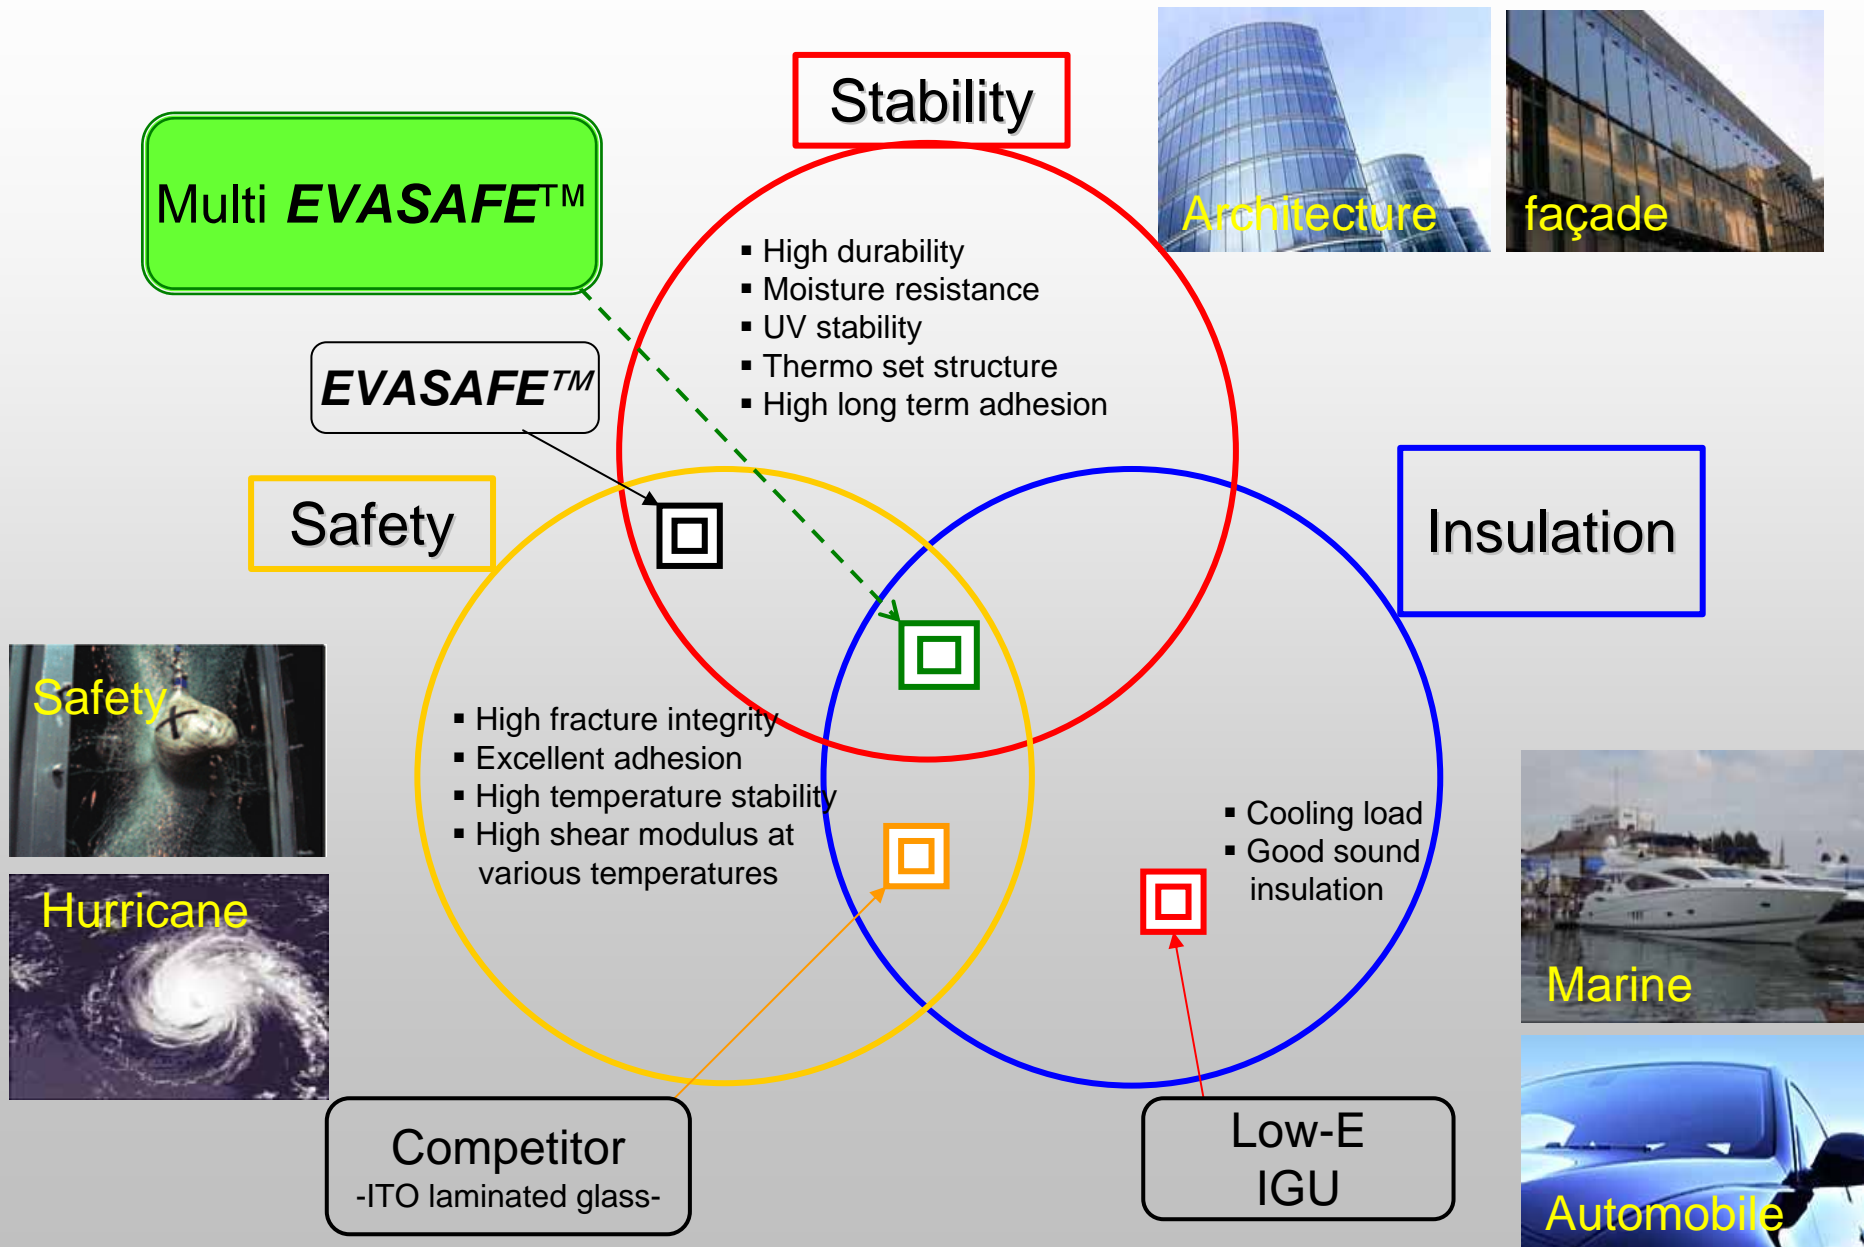 Stability
Architecture
façade
Multi EVASAFE™
▪ High durability
▪ Moisture resistance
▪ UV stability
▪ Thermo set structure
▪ High long term adhesion
EVASAFE™
Safety
Insulation
Safety
▪ High fracture integrity
▪ Excellent adhesion
▪ High temperature stability
▪ High shear modulus at
various temperatures
▪ Cooling load
▪ Good sound
insulation
Hurricane
Marine
Competitor
-ITO laminated glass-
Low-E
IGU
Automobile